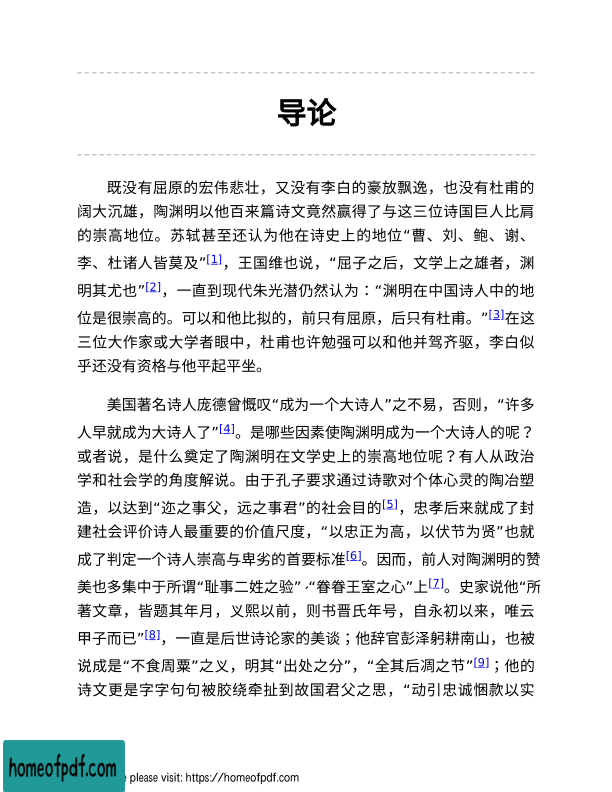 导论
既没有屈原的宏伟悲壮，又没有李白的豪放飘逸，也没有杜甫的
阔大沉雄，陶渊明以他百来篇诗文竟然赢得了与这三位诗国巨人比肩
的崇高地位。苏轼甚至还认为他在诗史上的地位“曹、刘、鲍、谢、
李、杜诸人皆莫及”[1]，王国维也说，“屈子之后，文学上之雄者，渊
明其尤也”[2]，一直到现代朱光潜仍然认为：“渊明在中国诗人中的地
位是很崇高的。可以和他比拟的，前只有屈原，后只有杜甫。”[3]在这
三位大作家或大学者眼中，杜甫也许勉强可以和他并驾齐驱，李白似
乎还没有资格与他平起平坐。
美国著名诗人庞德曾慨叹“成为一个大诗人”之不易，否则，“许多
人早就成为大诗人了”[4]。是哪些因素使陶渊明成为一个大诗人的呢？
或者说，是什么奠定了陶渊明在文学史上的崇高地位呢？有人从政治
学和社会学的角度解说。由于孔子要求通过诗歌对个体心灵的陶冶塑
造，以达到“迩之事父，远之事君”的社会目的[5]，忠孝后来就成了封
建社会评价诗人最重要的价值尺度，“以忠正为高，以伏节为贤”也就
成了判定一个诗人崇高与卑劣的首要标准[6]。因而，前人对陶渊明的赞
美也多集中于所谓“耻事二姓之验”､“眷眷王室之心”上[7]。史家说他“所
著文章，皆题其年月，义熙以前，则书晋氏年号，自永初以来，唯云
甲子而已”[8]，一直是后世诗论家的美谈；他辞官彭泽躬耕南山，也被
说成是“不食周粟”之义，明其“出处之分”，“全其后凋之节”[9]；他的
诗文更是字字句句被胶绕牵扯到故国君父之思，“动引忠诚悃款以实
homeofpdf.com
e please visit: https://homeofpdf.com